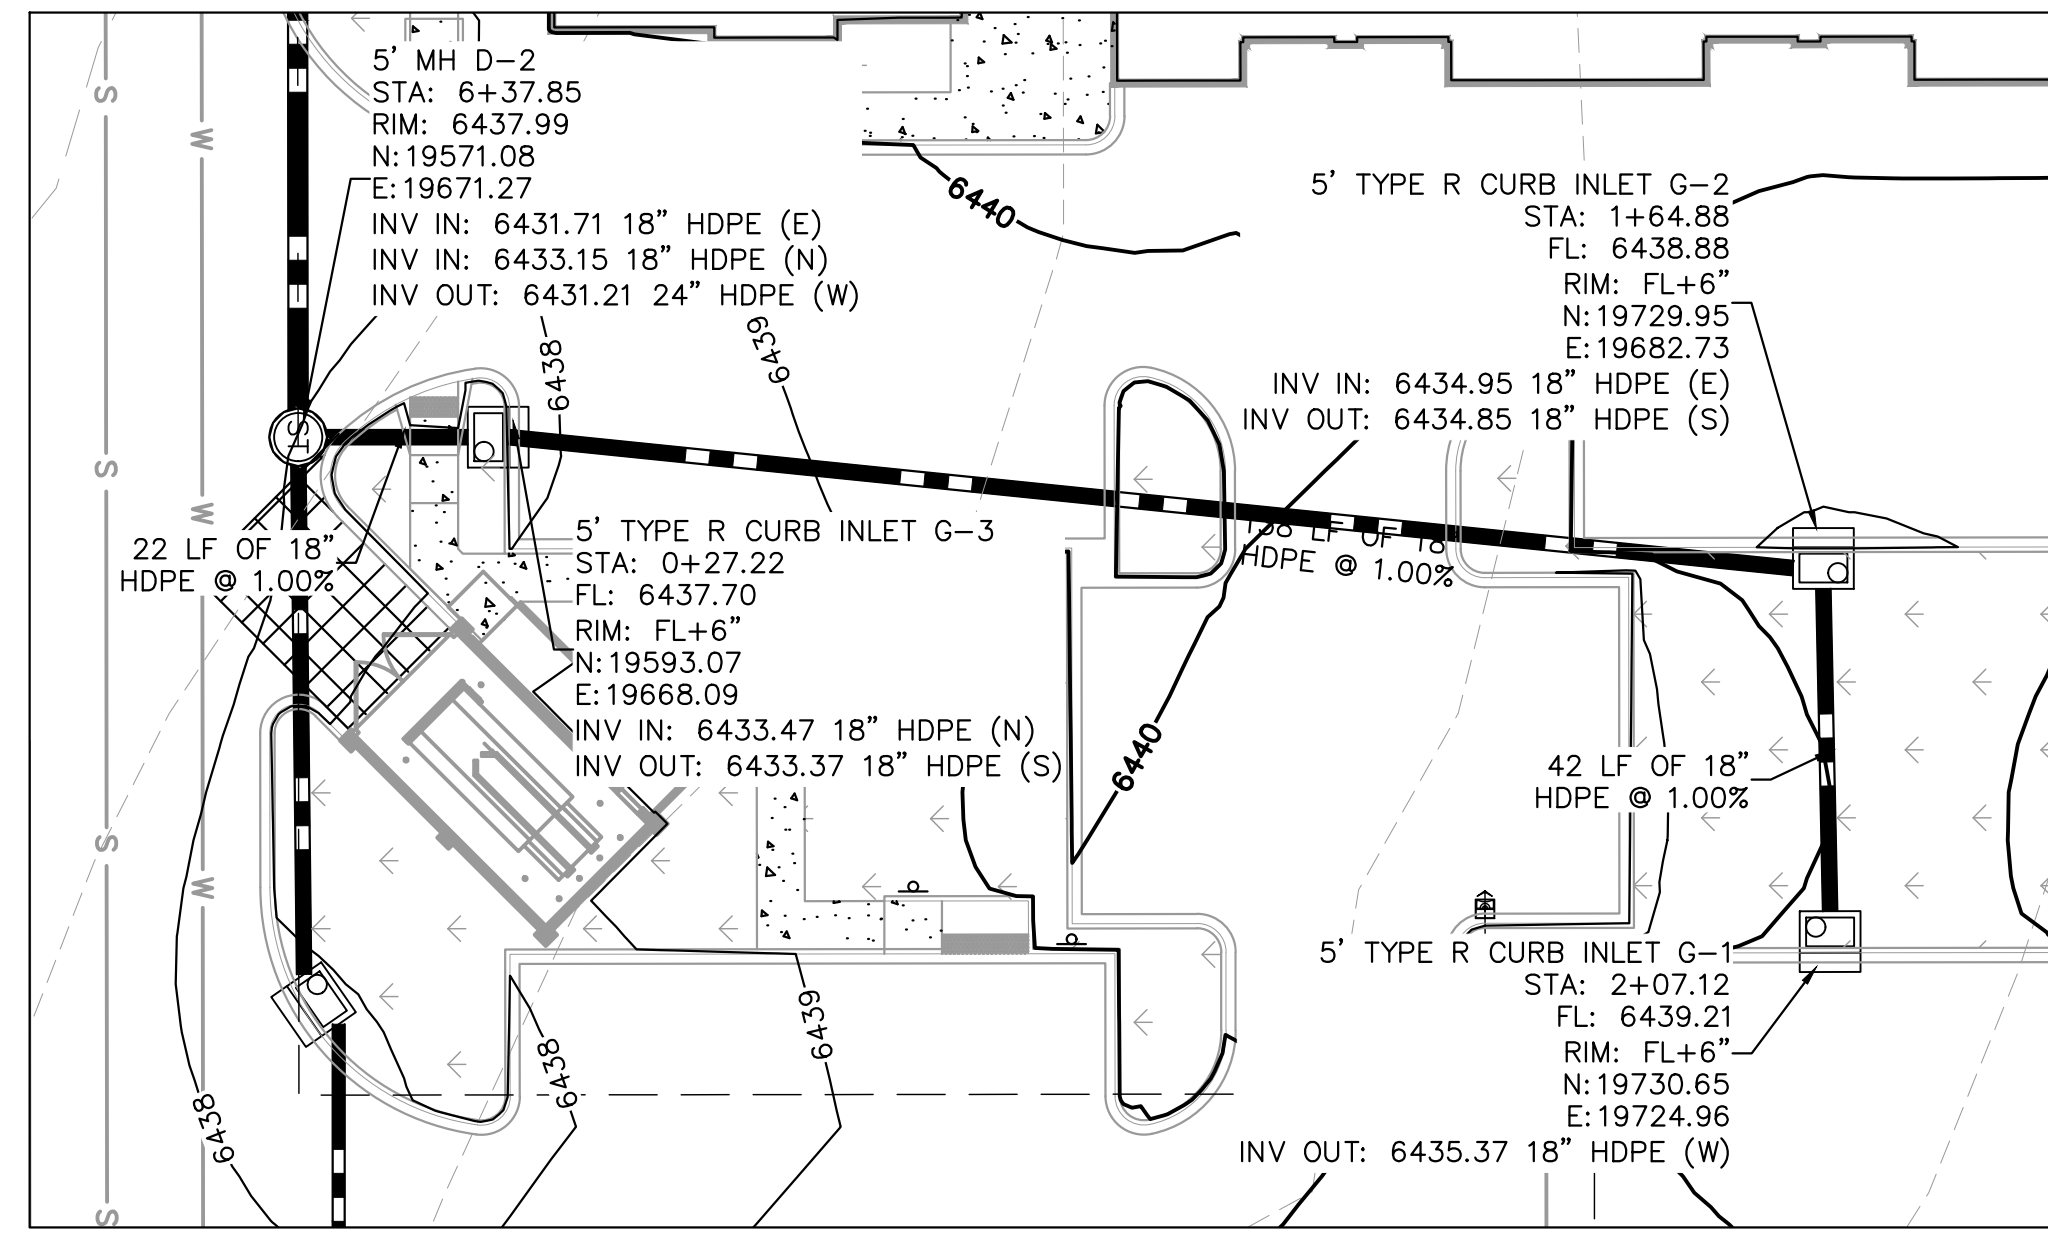 5' MH D-2
STA: 6+37.85
RIM: 6437.99
N:19571.08
E:19671.27
INV IN: 6431.71 18" HDPE (E)
INV IN: 6433.15 18" HDPE (N)
INV OUT: 6431.21 24" HDPE (W)
6440
5' TYPE R CURB INLET G-2
STA: 1+64.88
FL: 6438.88
RIM: FL+6"
N:19729.95
E:19682.73
INV IN: 6434.95 18" HDPE (E)
INV OUT: 6434.85 18" HDPE (S)
6438
6439
ST
22 LF OF 18"
HDPE @ 1.00%
5' TYPE R CURB INLET G-3
STA: 0+27.22
FL: 6437.70
RIM: FL+6"
N:19593.07
E:19668.09
INV IN: 6433.47 18" HDPE (N)
INV OUT: 6433.37 18" HDPE (S)
LF OF 18"
HDPE @ 1.00%
6440
42 LF OF 18"
HDPE @ 1.00%
5' TYPE R CURB INLET G-1
STA: 2+07.12
FL: 6439.21
RIM: FL+6"
N:19730.65
E:19724.96
INV OUT: 6435.37 18" HDPE (W)
6438
6438
6439
S
S
S
S
W
W
W